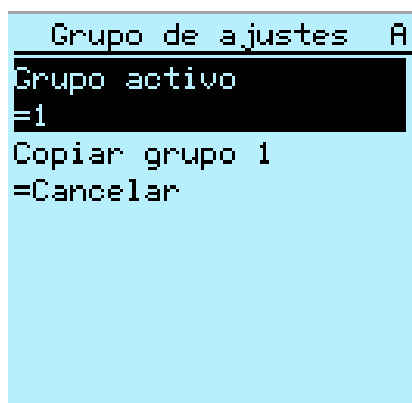 Grupo de ajustes A
Grupo activo
=1
Copiar grupo 1
=Cancelar